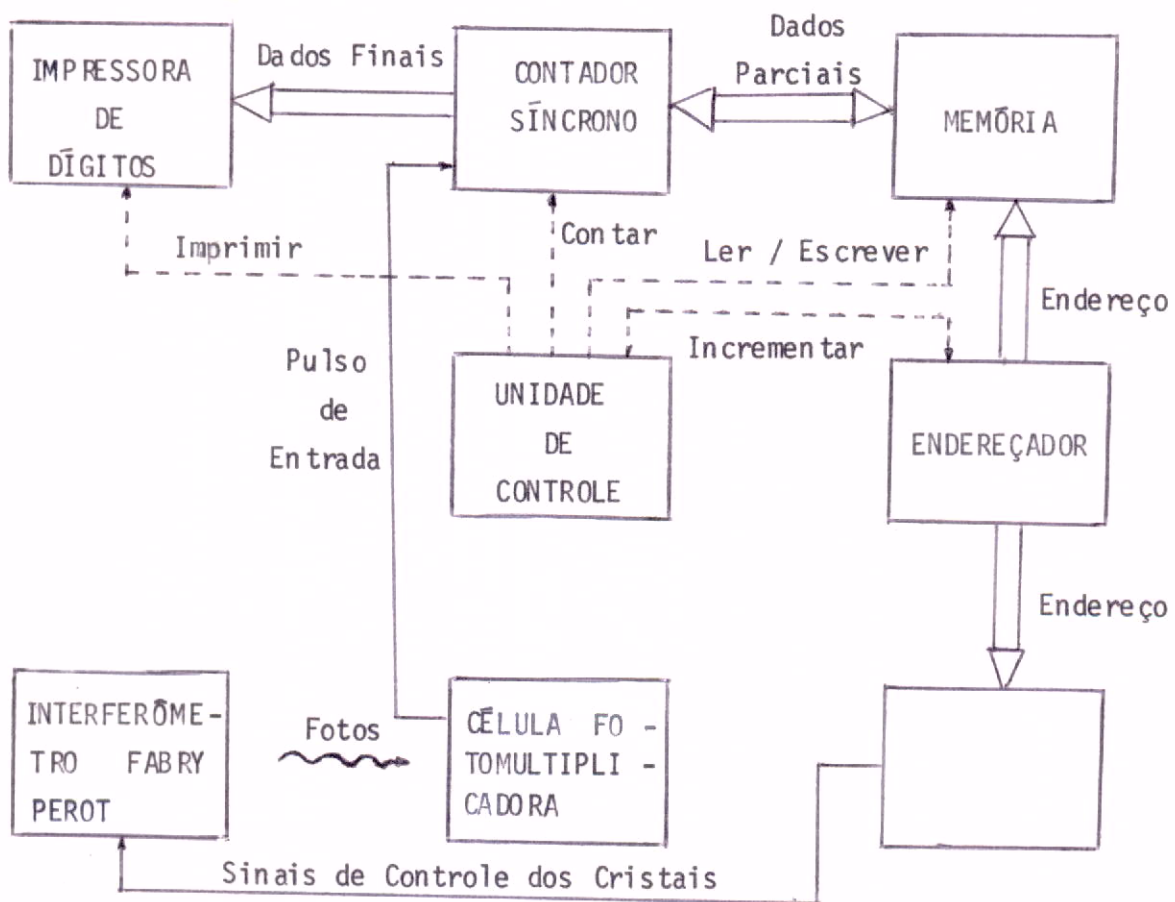 IMPRESSORA
DE
DÍGITOS
Dados Finais
CONTADOR
SÍNCRONO
Dados
Parciais
MEMÓRIA
Imprimir
Contar
Ler / Escrever
Endereço
Incrementar
Pulso
de
Entrada
UNIDADE
DE
CONTROLE
ENDEREÇADOR
Endereço
INTERFERÔME-
TRO FABRY
PEROT
Fotos
CÉLULA FO-
TOMULTIPLI-
CADORA
Sinais de Controle dos Cristais